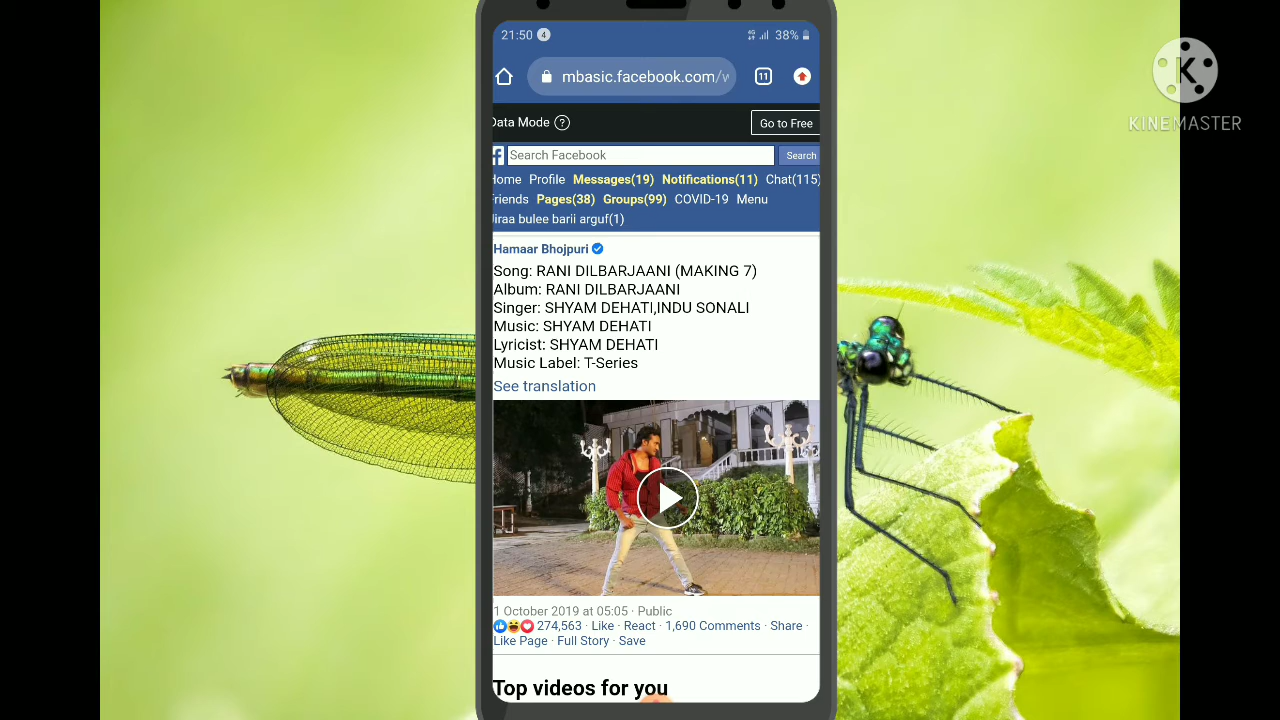 21:50 4 38%
mbasic.facebook.com/w 11
Data Mode ? Go to Free
Search Facebook Search
Home Profile Messages(19) Notifications(11) Chat(115)
Friends Pages(38) Groups(99) COVID-19 Menu
Jiraa bulee barii arguf(1)
Hamaar Bhojpuri
Song: RANI DILBARJAANI (MAKING 7)
Album: RANI DILBARJAANI
Singer: SHYAM DEHATI,INDU SONALI
Music: SHYAM DEHATI
Lyricist: SHYAM DEHATI
Music Label: T-Series
See translation
1 October 2019 at 05:05 · Public
274,563 · Like · React · 1,690 Comments · Share ·
Like Page · Full Story · Save
Top videos for you
K
KINEMASTER